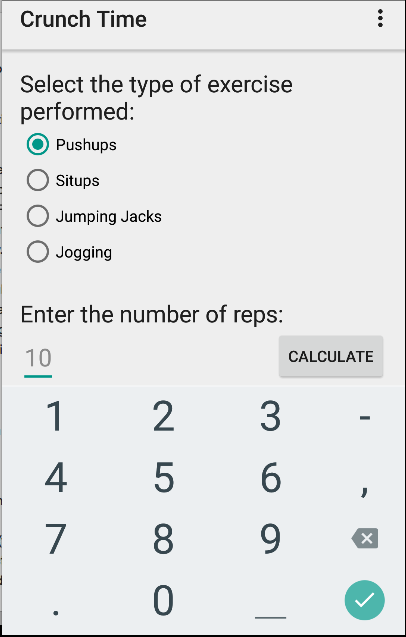 Crunch Time
Select the type of exercise
performed:
Pushups
Situps
Jumping Jacks
Jogging
Enter the number of reps:
10 CALCULATE
1 2 3 -
4 5 6 ,
7 8 9
. 0 _